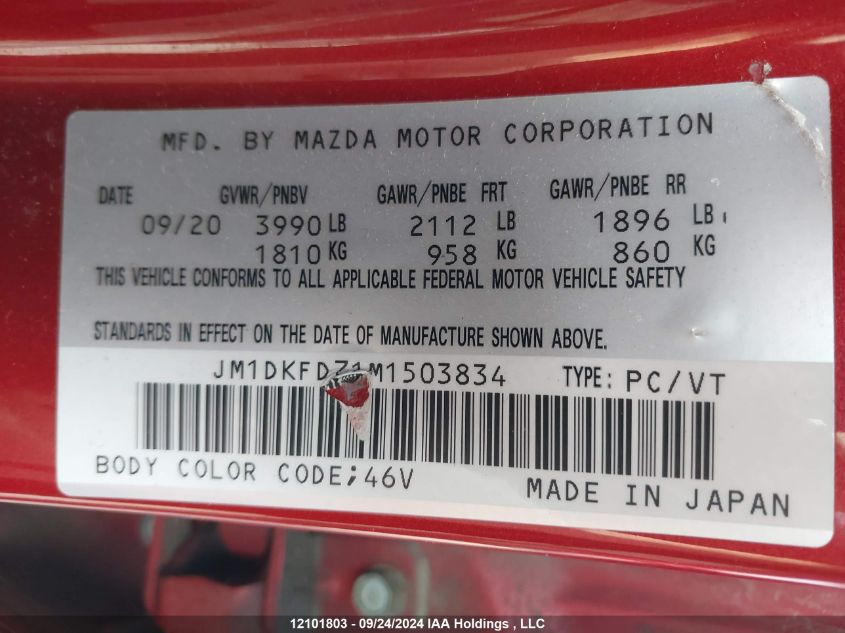 MFD. BY MAZDA MOTOR CORPORATION
DATE GVWR/PNBV GAWR/PNBE FRT GAWR/PNBE RR
09/20 3990 LB 2112 LB 1896 LB
1810 KG 958 KG 860 KG
THIS VEHICLE CONFORMS TO ALL APPLICABLE FEDERAL MOTOR VEHICLE SAFETY
STANDARDS IN EFFECT ON THE DATE OF MANUFACTURE SHOWN ABOVE.
JM1DKFDZ1M1503834 TYPE: PC/VT
BODY COLOR CODE;46V
MADE IN JAPAN
12101803 - 09/24/2024 IAA Holdings , LLC